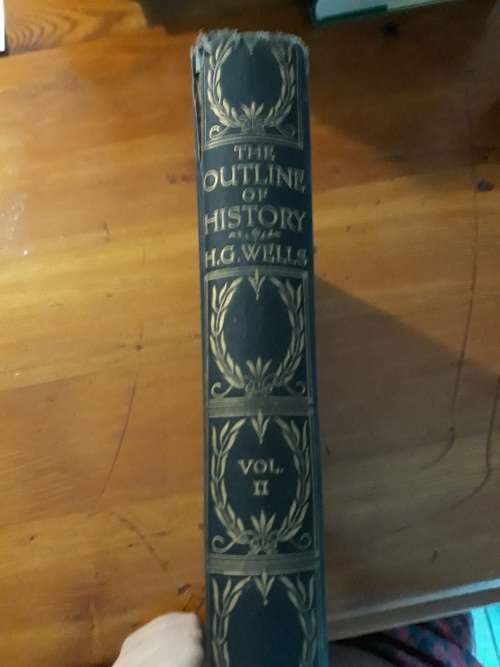 THE
OUTLINE
OF
HISTORY
H.G. WELLS
VOL.
II